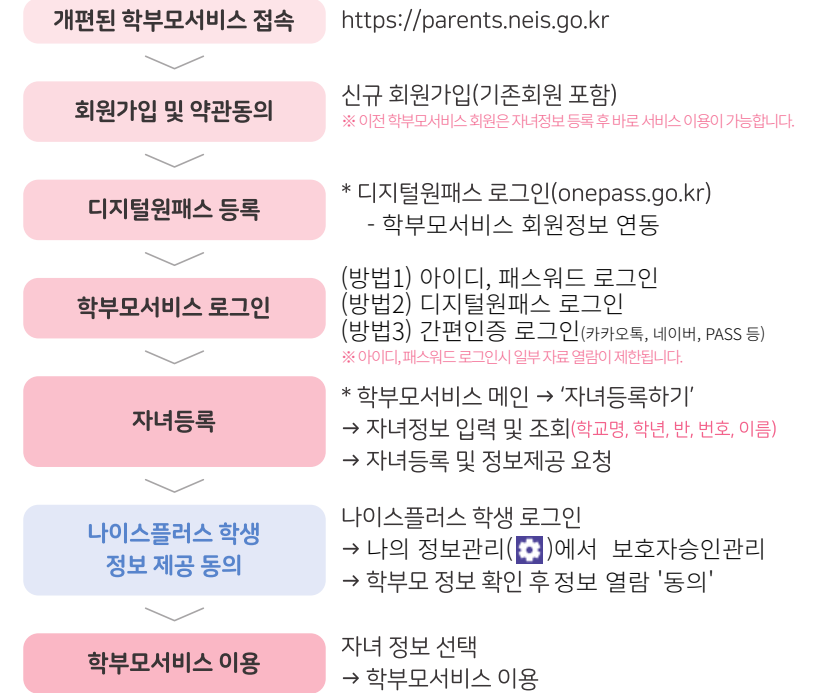 개편된 학부모서비스 접속
https://parents.neis.go.kr
회원가입 및 약관동의
신규 회원가입(기존회원 포함)
※ 이전 학부모서비스 회원은 자녀정보 등록 후 바로 서비스 이용이 가능합니다.
디지털원패스 등록
* 디지털원패스 로그인(onepass.go.kr)
- 학부모서비스 회원정보 연동
학부모서비스 로그인
(방법1) 아이디, 패스워드 로그인
(방법2) 디지털원패스 로그인
(방법3) 간편인증 로그인(카카오톡, 네이버, PASS 등)
※ 아이디, 패스워드 로그인시 일부 자료 열람이 제한됩니다.
자녀등록
* 학부모서비스 메인 → ‘자녀등록하기’
→ 자녀정보 입력 및 조회(학교명, 학년, 반, 번호, 이름)
→ 자녀등록 및 정보제공 요청
나이스플러스 학생
정보 제공 동의
나이스플러스 학생 로그인
→ 나의 정보관리( )에서 보호자승인관리
→ 학부모 정보 확인 후 정보 열람 '동의'
학부모서비스 이용
자녀 정보 선택
→ 학부모서비스 이용